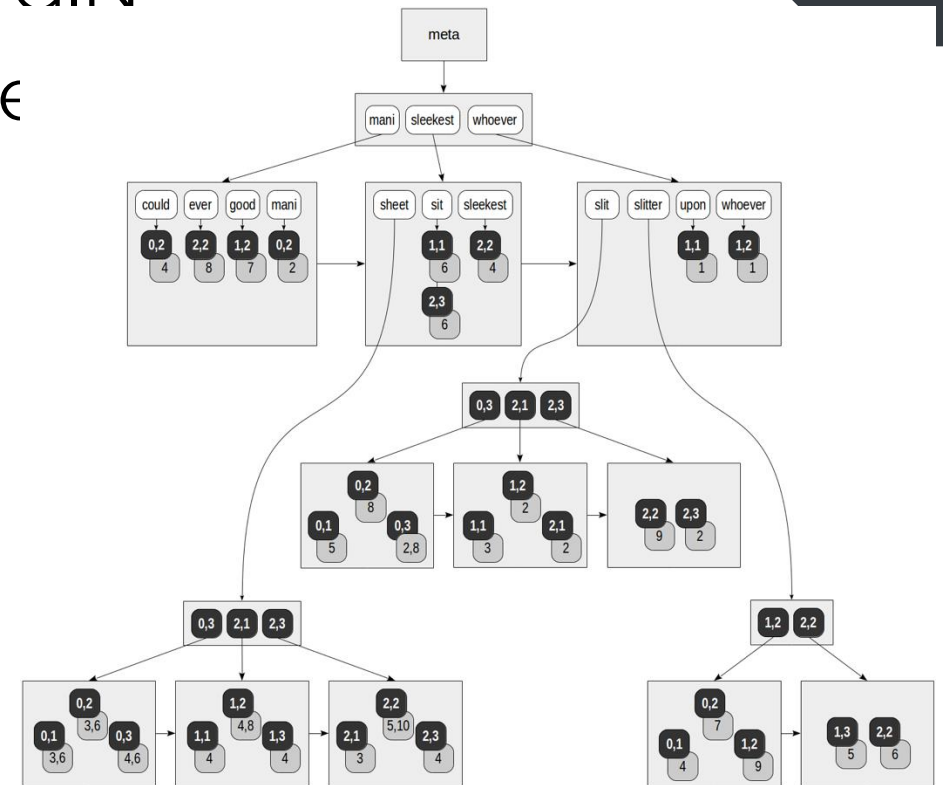 meta
mani sleekest whoever
could ever good mani sheet sit sleekest slit slitter upon whoever
0,2 2,2 1,2 0,2 1,1 2,2 1,1 1,2
4 8 7 2 6 4 1 1
2,3
6
0,3 2,1 2,3
0,2 1,2
8 2
0,1 0,3 1,1 2,1 2,2 2,3
5 2,8 3 2 9 2
0,3 2,1 2,3 1,2 2,2
0,2 1,2 2,2 0,2
3,6 4,8 5,10 7
0,1 0,3 1,1 1,3 2,1 2,3 0,1 1,2 1,3 2,2
3,6 4,6 4 4 3 4 4 9 5 6